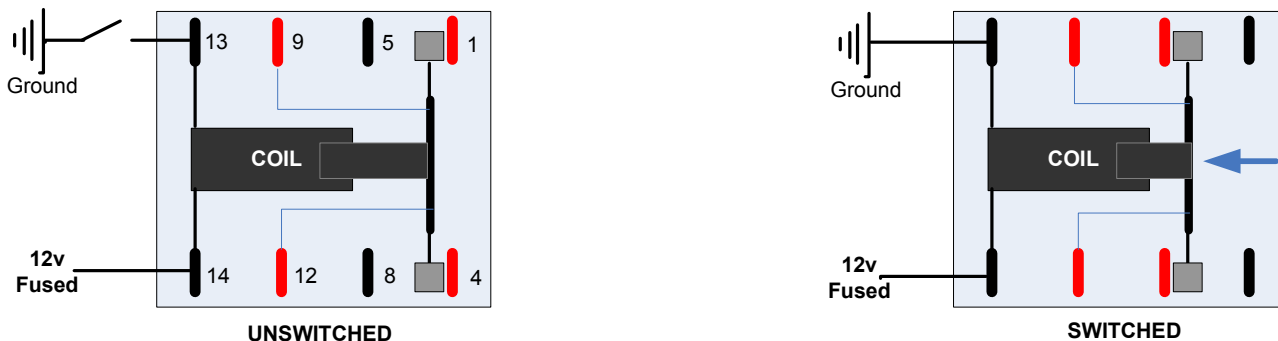 13 9 5 1
Ground
COIL
12v
Fused
14 12 8 4
UNSWITCHED
Ground
COIL
12v
Fused
SWITCHED